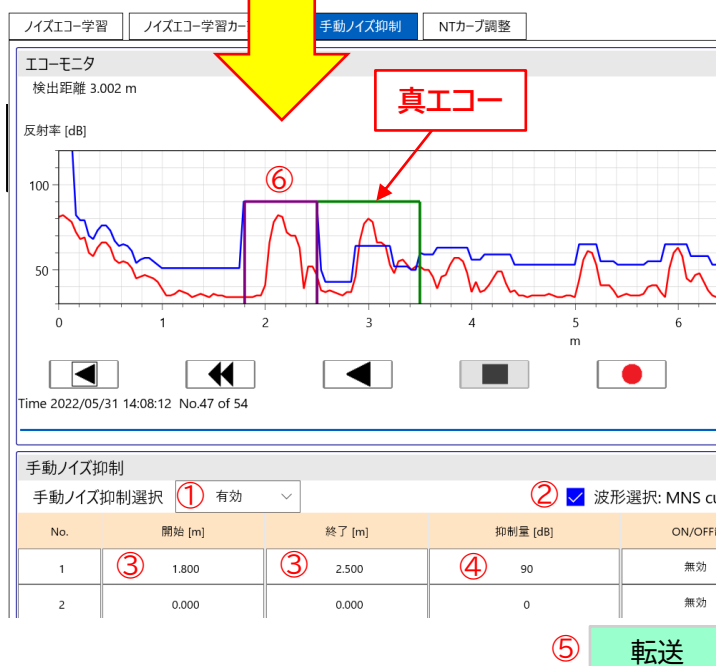 ノイズエコー学習 ノイズエコー学習カー 手動ノイズ抑制 NTカーブ調整
エコーモニタ
検出距離 3.002 m
真エコー
反射率 [dB]
100
⑥
50
0 1 2 3 4 5 6
m
Time 2022/05/31 14:08:12 No.47 of 54
手動ノイズ抑制
手動ノイズ抑制選択 ① 有効 ② 波形選択: MNS cu
No. 開始 [m] 終了 [m] 抑制量 [dB] ON/OFF
1 ③ 1.800 ③ 2.500 ④ 90 無効
2 0.000 0.000 0 無効
⑤ 転送